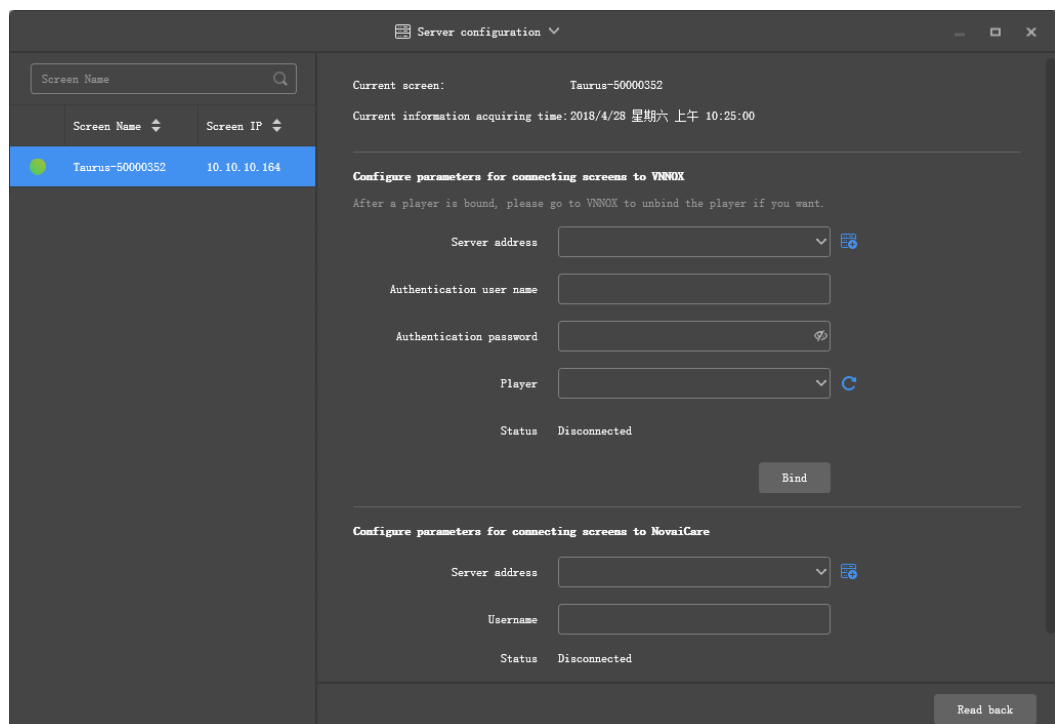 Server configuration
Screen Name
Screen Name Screen IP
Taurus-50000352 10.10.10.164
Current screen: Taurus-50000352
Current information acquiring time: 2018/4/28 星期六 上午 10:25:00
Configure parameters for connecting screens to VNNOX
After a player is bound, please go to VNNOX to unbind the player if you want.
Server address
Authentication user name
Authentication password
Player
Status Disconnected
Bind
Configure parameters for connecting screens to NovaiCare
Server address
Username
Status Disconnected
Read back